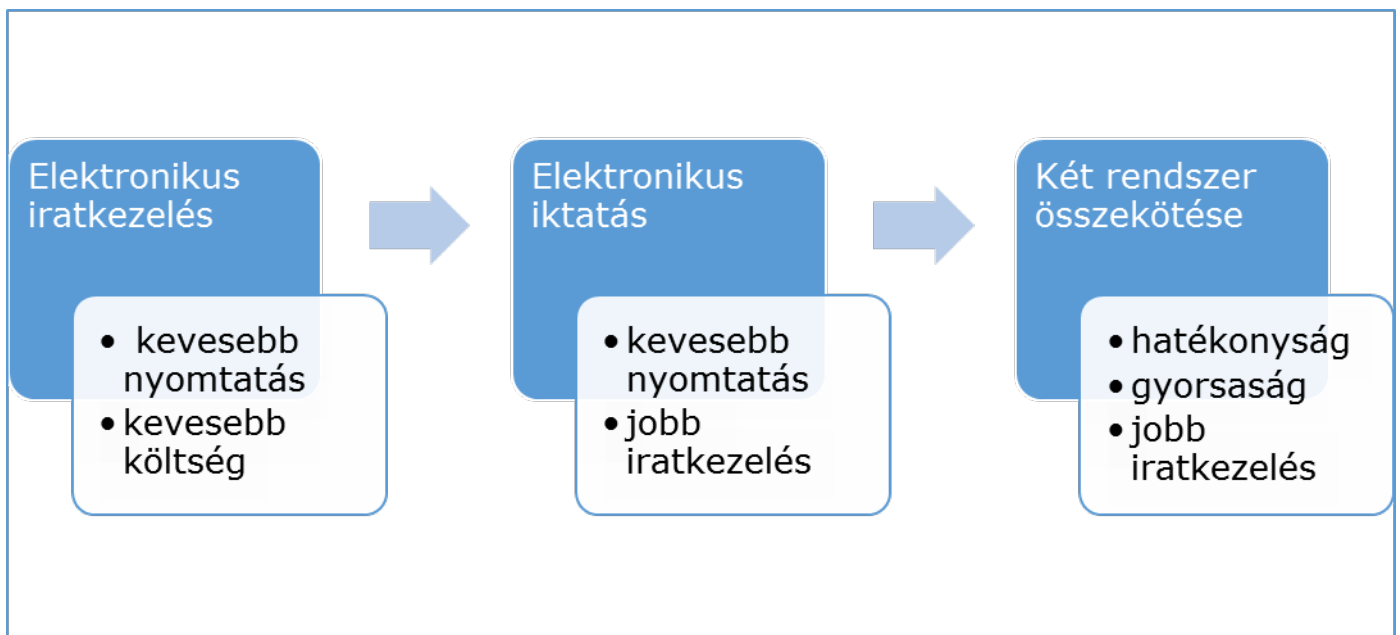 Elektronikus
iratkezelés
• kevesebb
nyomtatás
• kevesebb
költség
Elektronikus
iktatás
• kevesebb
nyomtatás
• jobb
iratkezelés
Két rendszer
összekötése
• hatékonyság
• gyorsaság
• jobb
iratkezelés